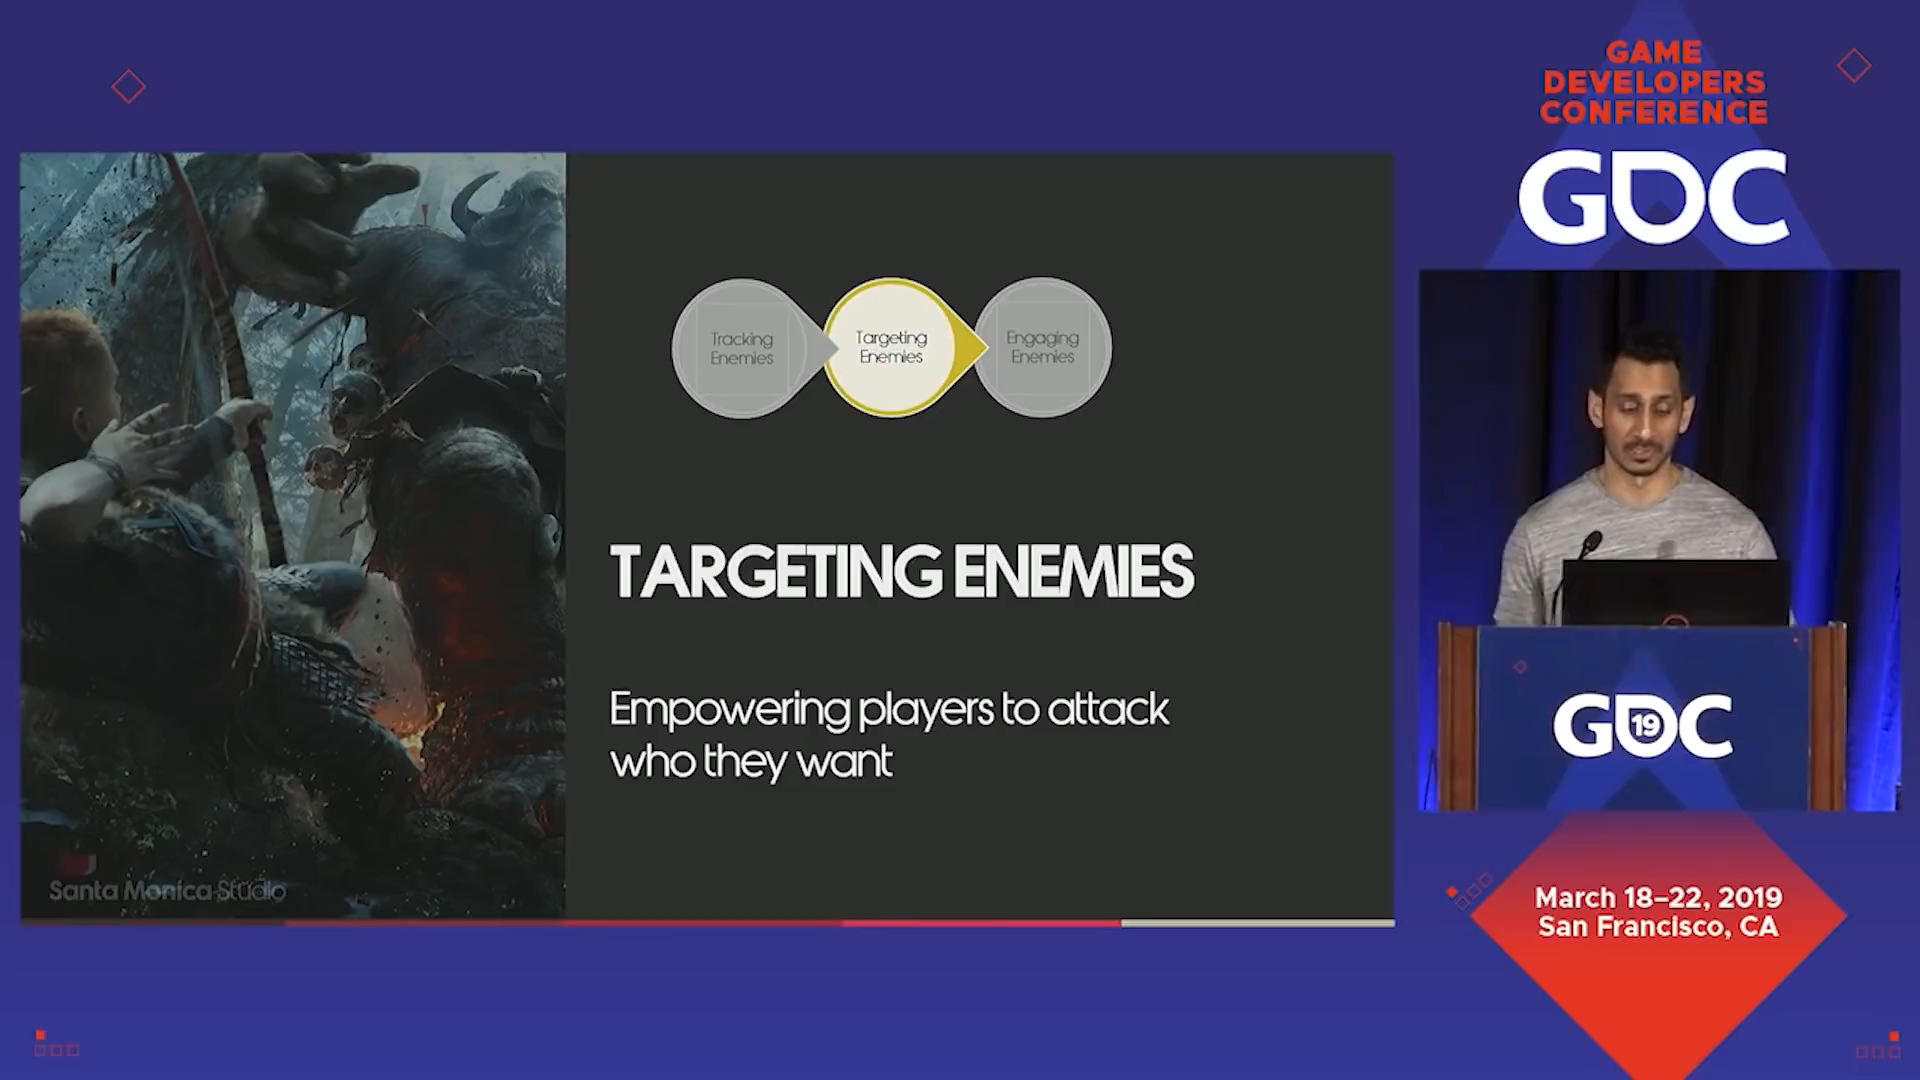 GAME
DEVELOPERS
CONFERENCE
GDC
Tracking
Enemies
Targeting
Enemies
Engaging
Enemies
TARGETING ENEMIES
Empowering players to attack
who they want
Santa Monica Studio
GDC
19
March 18–22, 2019
San Francisco, CA